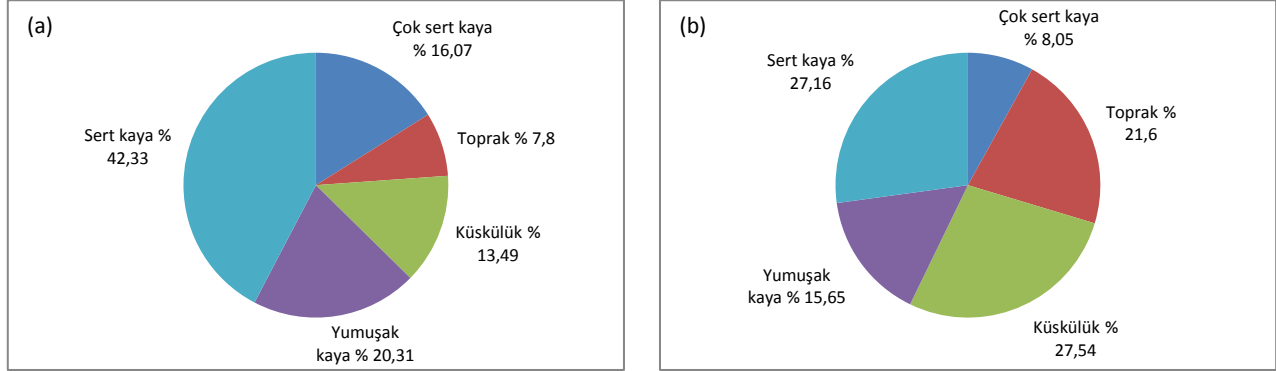 (a)
Çok sert kaya
% 16,07
Toprak % 7,8
Küskülük %
13,49
Yumuşak
kaya % 20,31
Sert kaya %
42,33
(b)
Çok sert kaya
% 8,05
Toprak %
21,6
Küskülük %
27,54
Yumuşak
kaya % 15,65
Sert kaya %
27,16